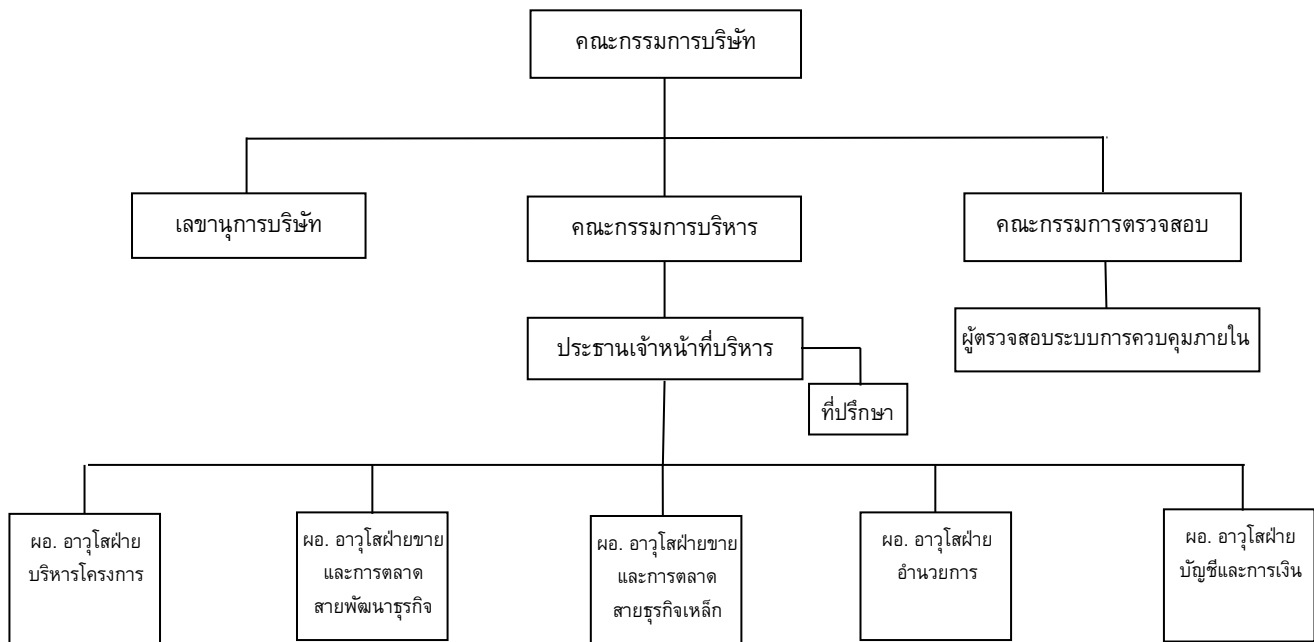 คณะกรรมการบริษัท
เลขานุการบริษัท
คณะกรรมการบริหาร
คณะกรรมการตรวจสอบ
ประธานเจ้าหน้าที่บริหาร
ผู้ตรวจสอบระบบการควบคุมภายใน
ที่ปรึกษา
ผอ. อาวุโสฝ่าย
บริหารโครงการ
ผอ. อาวุโสฝ่ายขาย
และการตลาด
สายพัฒนาธุรกิจ
ผอ. อาวุโสฝ่ายขาย
และการตลาด
สายธุรกิจเหล็ก
ผอ. อาวุโสฝ่าย
อำนวยการ
ผอ. อาวุโสฝ่าย
บัญชีและการเงิน